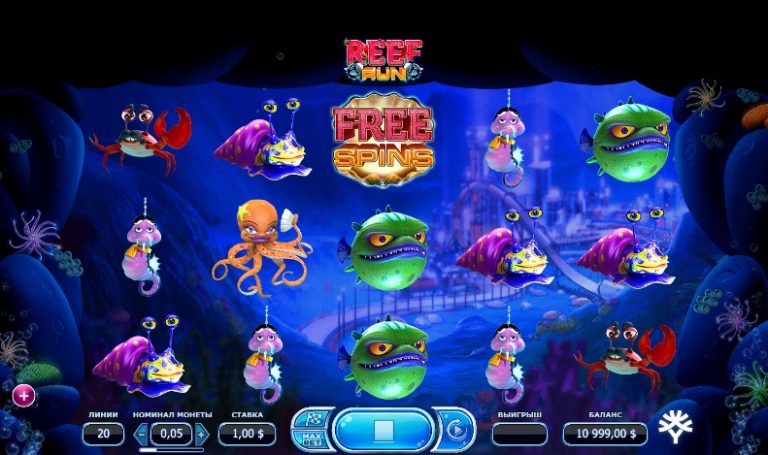 REEF
RUN
FREE
SPINS
ЛИНИИ
НОМИНАЛ МОНЕТЫ
СТАВКА
ВЫИГРЫШ
БАЛАНС
20
- 0,05 +
1,00 $
MAX
BET
10 999,00 $